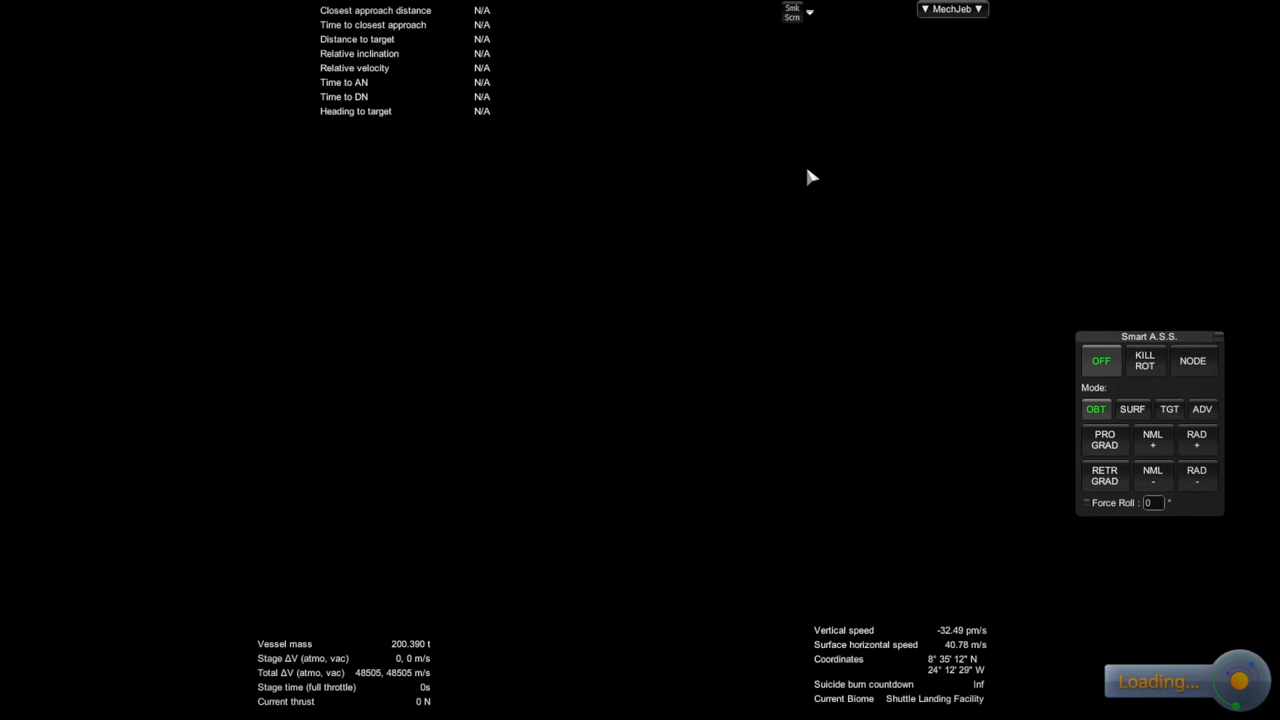 Closest approach distance N/A
Time to closest approach N/A
Distance to target N/A
Relative inclination N/A
Relative velocity N/A
Time to AN N/A
Time to DN N/A
Heading to target N/A
Smk
Scrn
▼ MechJeb ▼
Smart A.S.S.
OFF KILL ROT NODE
Mode:
OBT SURF TGT ADV
PRO GRAD NML + RAD +
RETR GRAD NML - RAD -
Force Roll : 0 °
Vessel mass 200.390 t
Stage ΔV (atmo, vac) 0, 0 m/s
Total ΔV (atmo, vac) 48505, 48505 m/s
Stage time (full throttle) 0s
Current thrust 0 N
Vertical speed -32.49 pm/s
Surface horizontal speed 40.78 m/s
Coordinates 8° 35' 12" N
24° 12' 29" W
Suicide burn countdown Inf
Current Biome Shuttle Landing Facility
Loading...